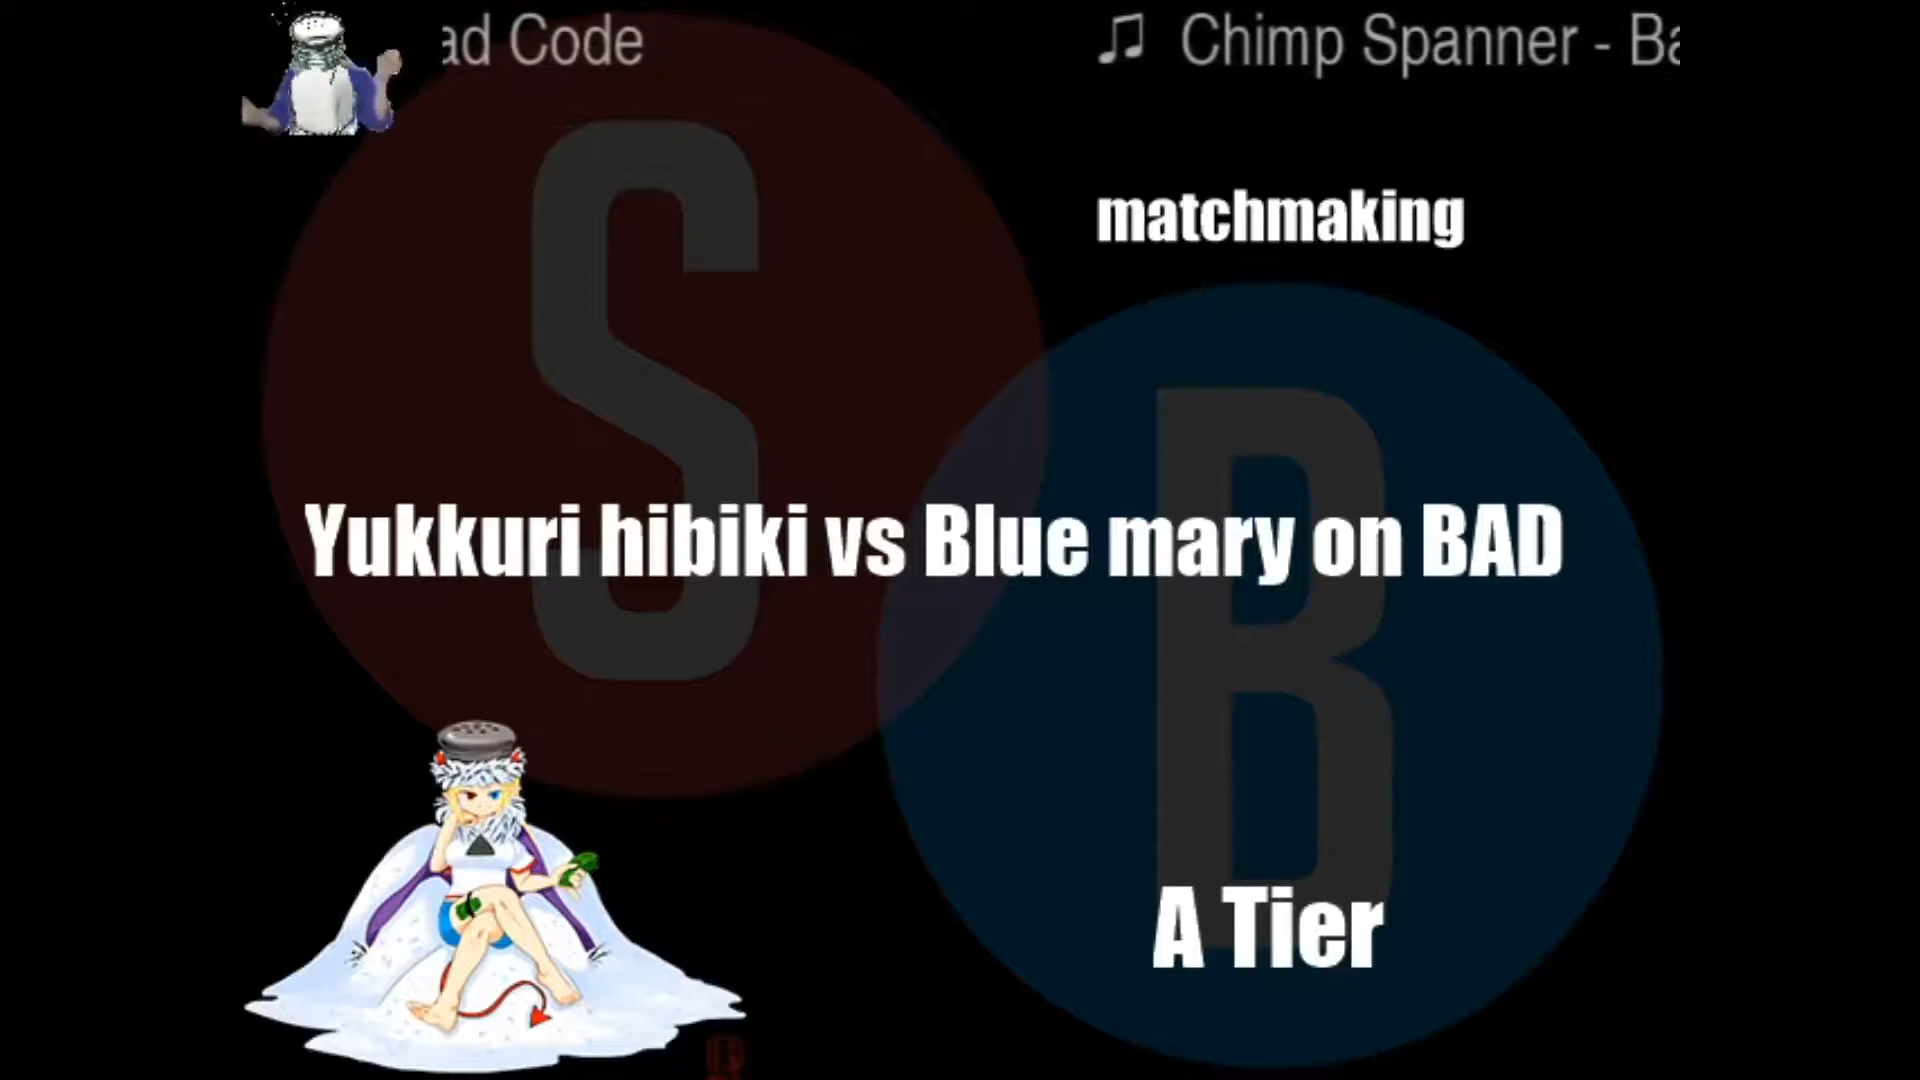 ad Code ♫ Chimp Spanner - Ba
matchmaking
S
Yukkuri hibiki vs Blue mary on BAD
B
A Tier